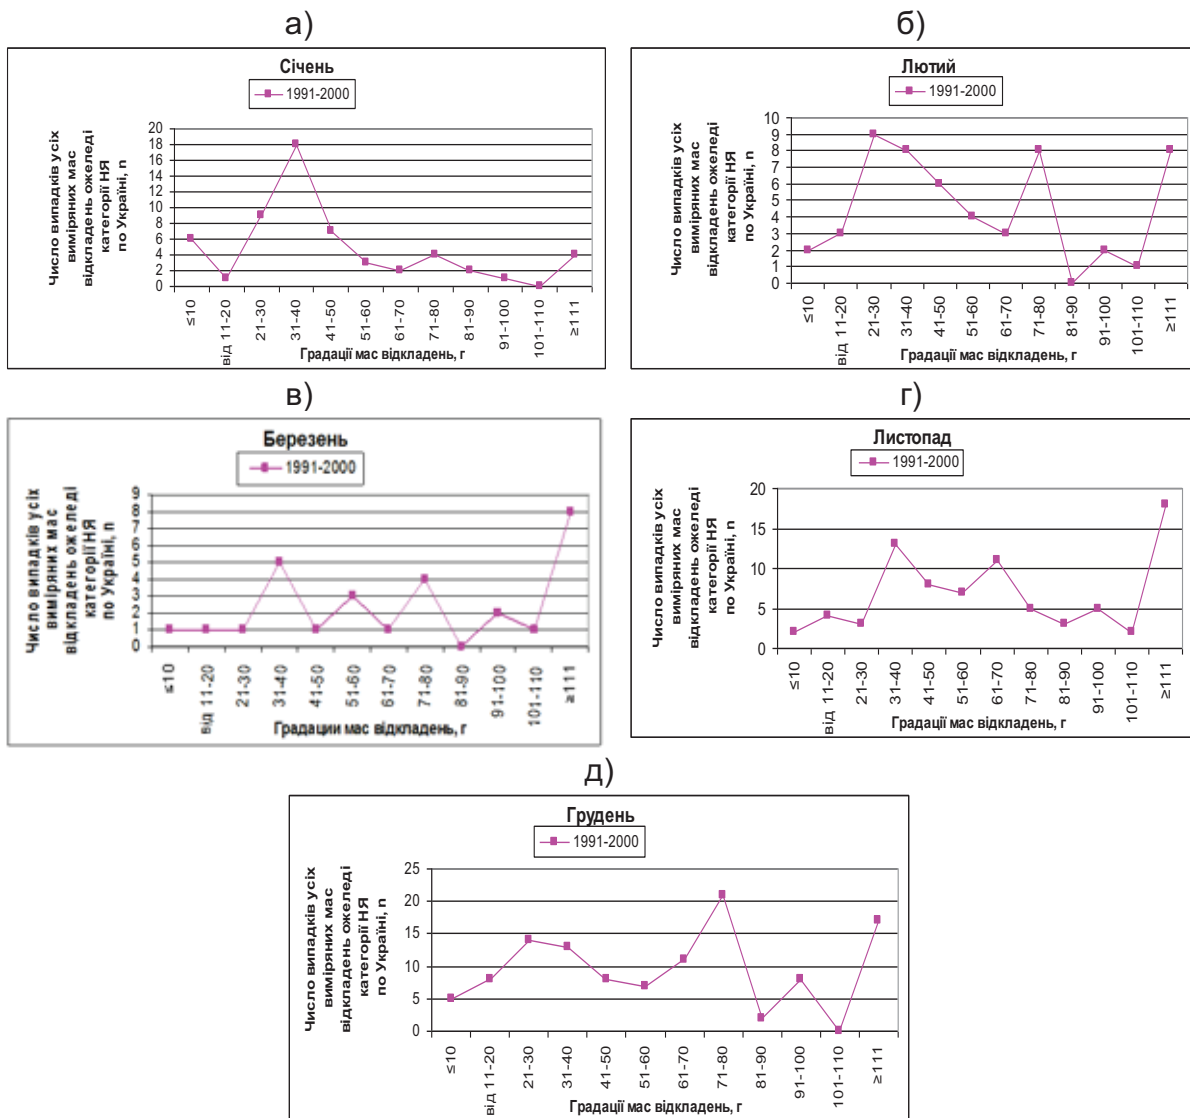 а)
Січень
1991-2000
Число випадків усіх
виміряних мас
відкладень ожеледі
категорії НЯ
по Україні, n
20
18
16
14
12
10
8
6
4
2
0
≤10
від 11-20
21-30
31-40
41-50
51-60
61-70
71-80
81-90
91-100
101-110
≥111
Градації мас відкладень, г
б)
Лютий
1991-2000
Число випадків усіх
виміряних мас
відкладень ожеледі
категорії НЯ
по Україні, n
10
9
8
7
6
5
4
3
2
1
0
≤10
від 11-20
21-30
31-40
41-50
51-60
61-70
71-80
81-90
91-100
101-110
≥111
Градації мас відкладень, г
в)
Березень
1991-2000
Число випадків усіх
виміряних мас
відкладень ожеледі
категорії НЯ
по Україні, n
9
8
7
6
5
4
3
2
1
0
≤10
від 11-20
21-30
31-40
41-50
51-60
61-70
71-80
81-90
91-100
101-110
≥111
Градации мас відкладень, г
г)
Листопад
1991-2000
Число випадків усіх
виміряних мас
відкладень ожеледі
категорії НЯ
по Україні, n
20
15
10
5
0
≤10
від 11-20
21-30
31-40
41-50
51-60
61-70
71-80
81-90
91-100
101-110
≥111
Градації мас відкладень, г
д)
Грудень
1991-2000
Число випадків усіх
виміряних мас
відкладень ожеледі
категорії НЯ
по Україні, n
25
20
15
10
5
0
≤10
від 11-20
21-30
31-40
41-50
51-60
61-70
71-80
81-90
91-100
101-110
≥111
Градації мас відкладень, г